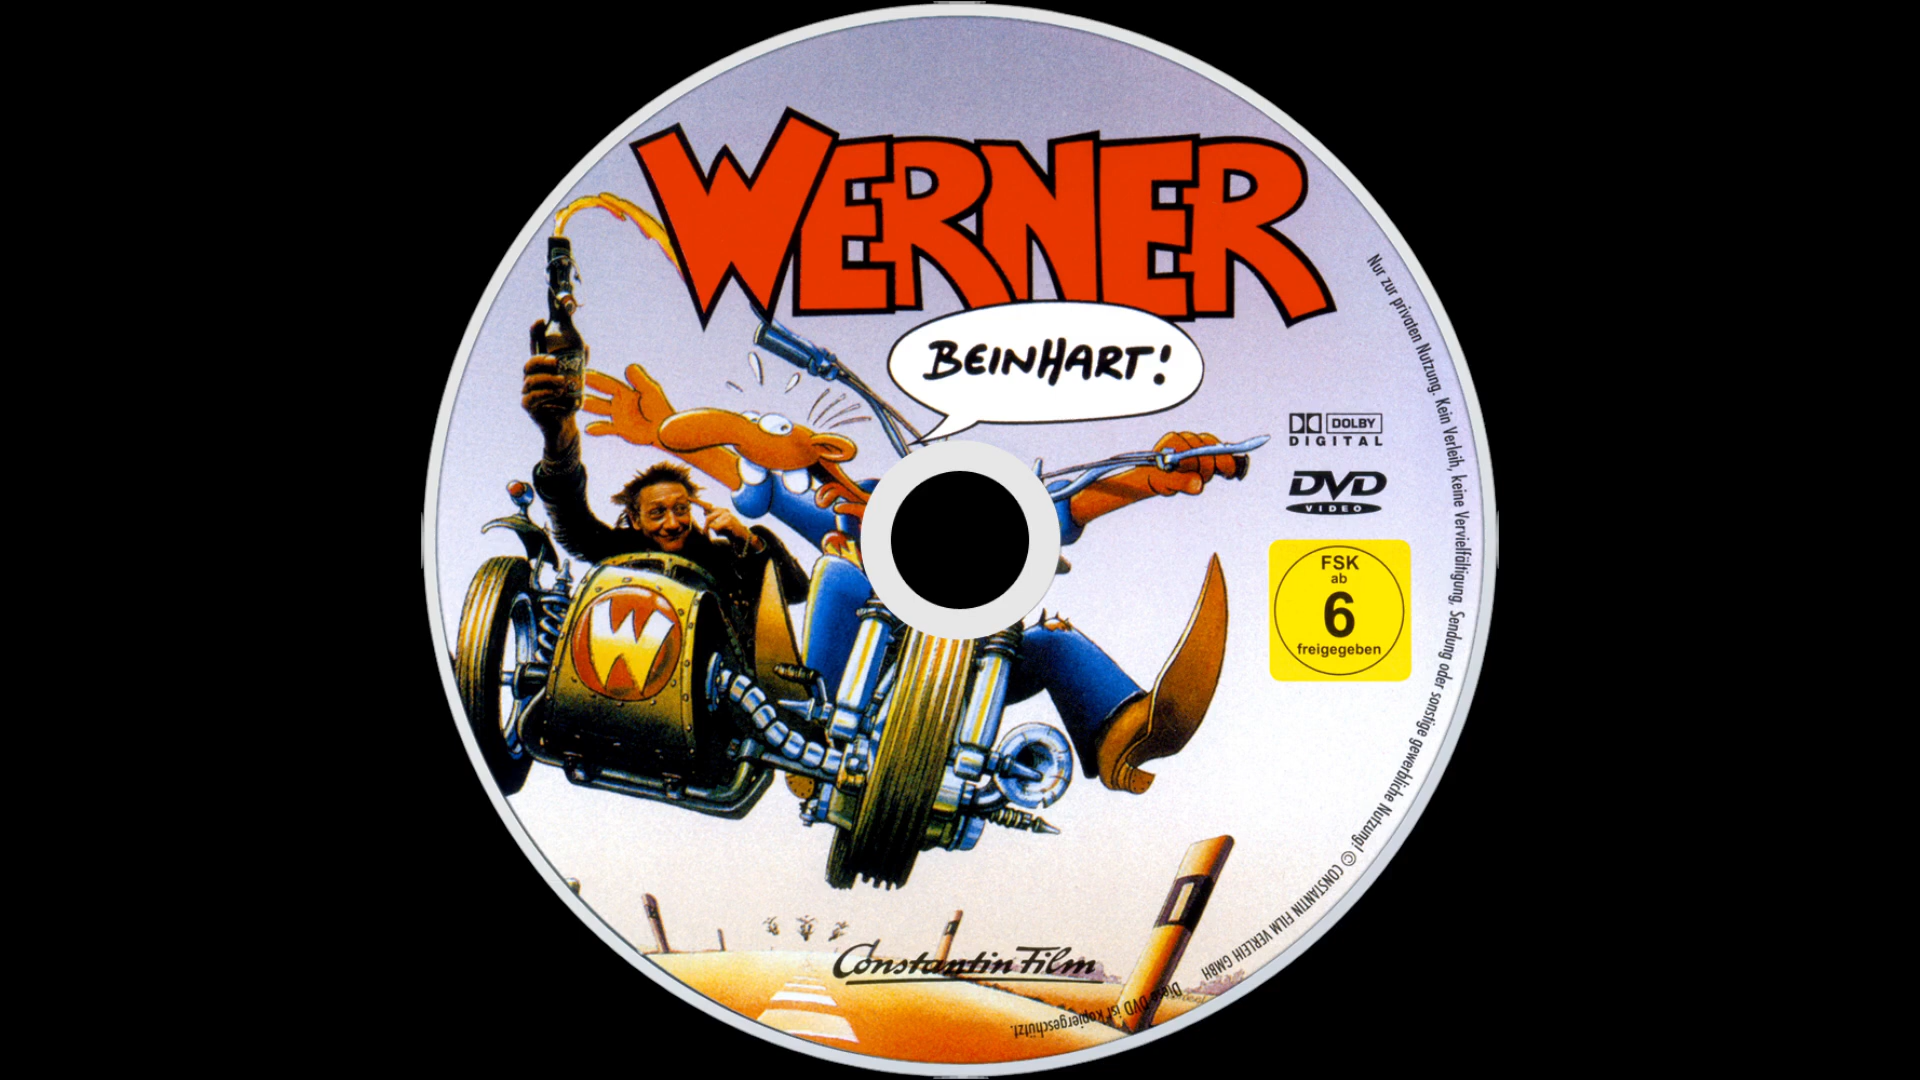 WERNER
BEINHART!
DOLBY
DIGITAL
DVD
VIDEO
FSK
ab
6
freigegeben
W
Constantin Film
Nur zur privaten Nutzung. Kein Verleih, keine Vervielfältigung, Sendung oder sonstige gewerbliche Nutzung! © CONSTANTIN FILM VERLEIH GMBH
Diese DVD ist kopiergeschützt.